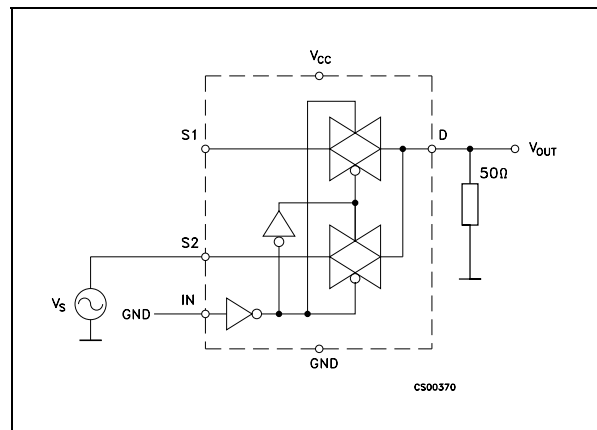 VCC
S1
D
VOUT
50Ω
S2
VS
IN
GND
GND
CS00370